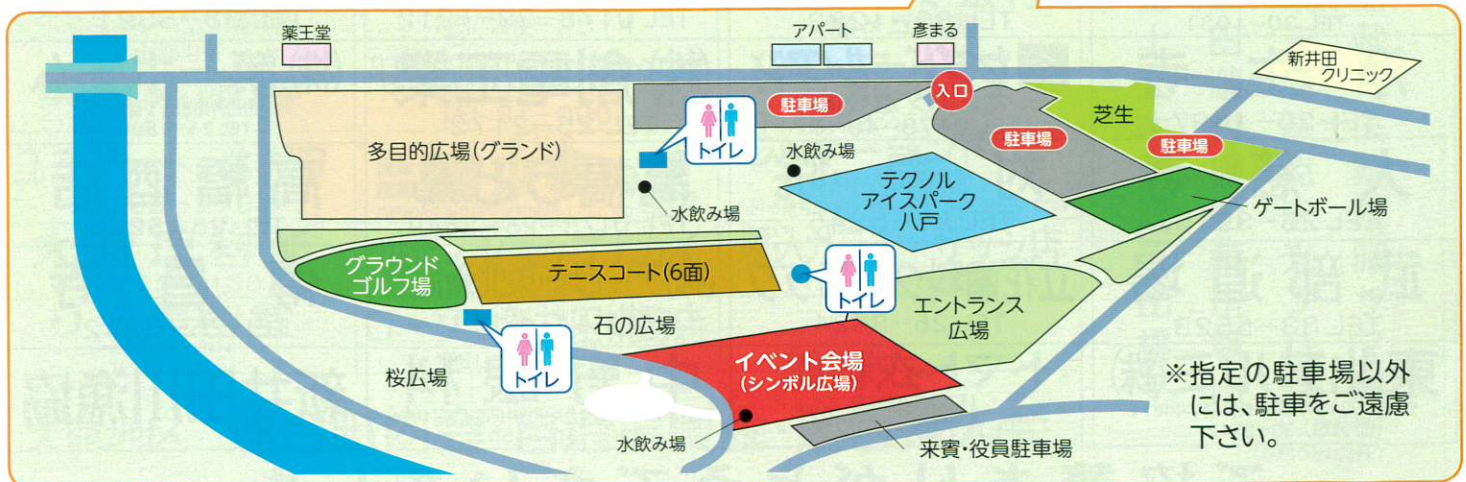 薬王堂
アパート
彦まる
新井田
クリニック
入口
駐車場
芝生
駐車場
駐車場
多目的広場(グランド)
トイレ
水飲み場
水飲み場
テクノル
アイスパーク
八戸
ゲートボール場
グラウンド
ゴルフ場
テニスコート(6面)
トイレ
石の広場
エントランス
広場
トイレ
桜広場
イベント会場
(シンボル広場)
水飲み場
来賓・役員駐車場
※指定の駐車場以外
には、駐車をご遠慮
下さい。